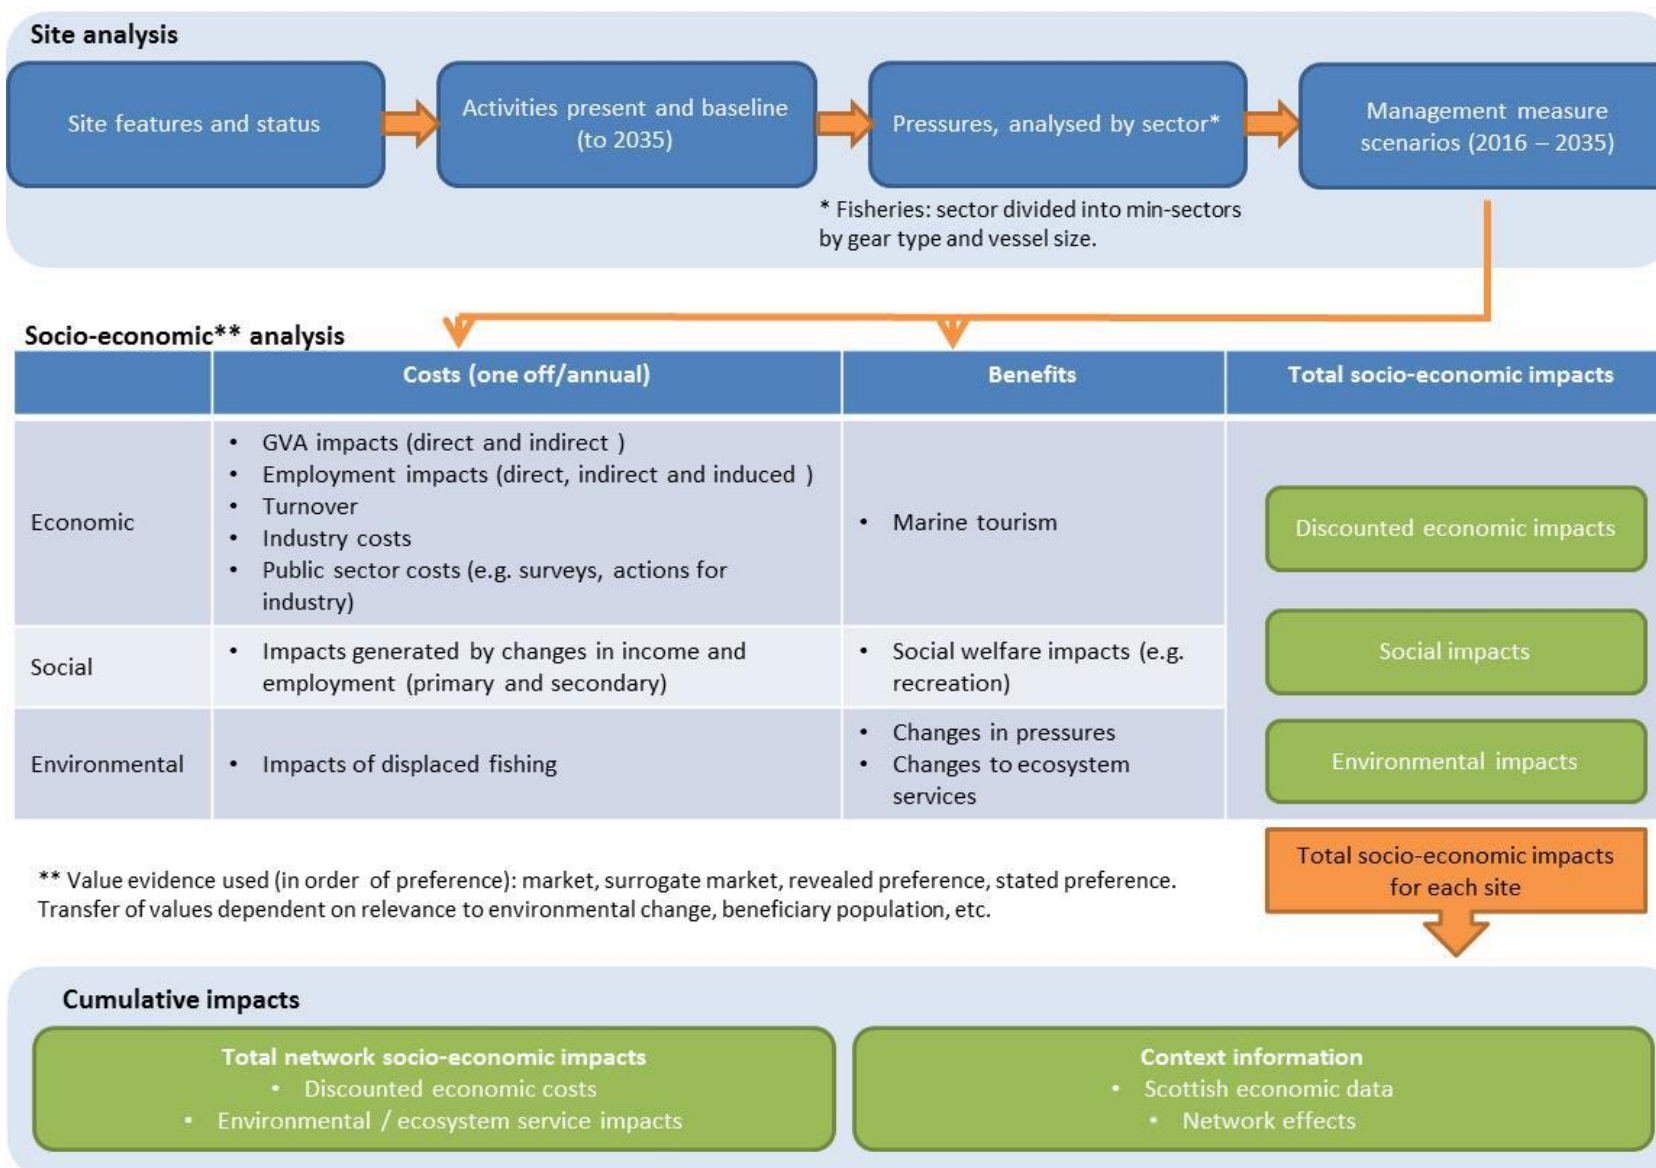 Site analysis
Site features and status
Activities present and baseline
(to 2035)
Pressures, analysed by sector*
Management measure
scenarios (2016 – 2035)
* Fisheries: sector divided into min-sectors
by gear type and vessel size.
Socio-economic** analysis
Costs (one off/annual)
Benefits
Total socio-economic impacts
Economic
• GVA impacts (direct and indirect )
• Employment impacts (direct, indirect and induced )
• Turnover
• Industry costs
• Public sector costs (e.g. surveys, actions for
industry)
• Marine tourism
Discounted economic impacts
Social
• Impacts generated by changes in income and
employment (primary and secondary)
• Social welfare impacts (e.g.
recreation)
Social impacts
Environmental
• Impacts of displaced fishing
• Changes in pressures
• Changes to ecosystem
services
Environmental impacts
Total socio-economic impacts
for each site
** Value evidence used (in order of preference): market, surrogate market, revealed preference, stated preference.
Transfer of values dependent on relevance to environmental change, beneficiary population, etc.
Cumulative impacts
Total network socio-economic impacts
• Discounted economic costs
• Environmental / ecosystem service impacts
Context information
• Scottish economic data
• Network effects